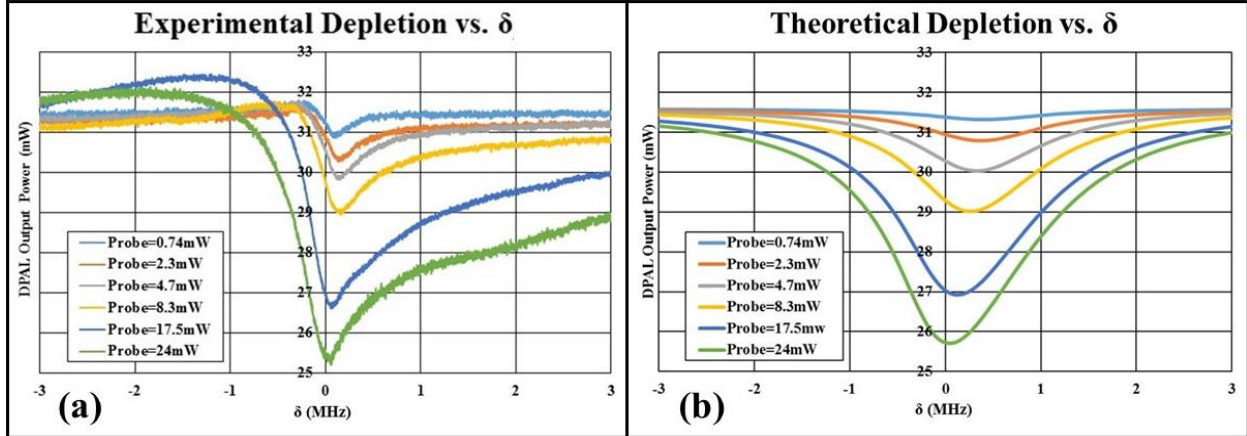 Experimental Depletion vs. δ
DPAL Output Power (mW)
33
32
31
30
29
28
27
26
25
-3
-2
-1
0
1
2
3
δ (MHz)
Probe=0.74mW
Probe=2.3mW
Probe=4.7mW
Probe=8.3mW
Probe=17.5mW
Probe=24mW
(a)
Theoretical Depletion vs. δ
DPAL Output Power (mW)
33
32
31
30
29
28
27
26
25
-3
-2
-1
0
1
2
3
δ (MHz)
Probe=0.74mW
Probe=2.3mW
Probe=4.7mW
Probe=8.3mW
Probe=17.5mw
Probe=24mW
(b)